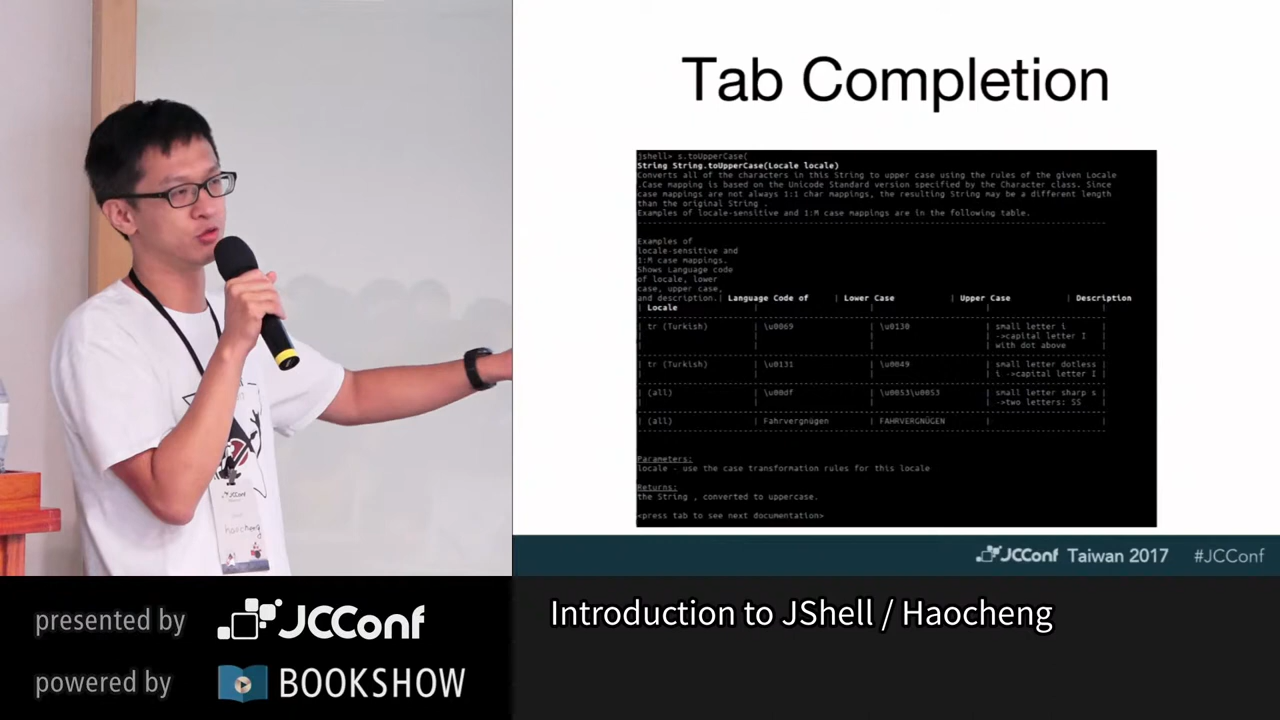 Tab Completion
jshell> s.toUpperCase(
String String.toUpperCase(Locale locale)
Converts all of the characters in this String to upper case using the rules of the given Locale
.Case mapping is based on the Unicode Standard version specified by the Character class. Since
case mappings are not always 1:1 char mappings, the resulting String may be a different length
than the original String .
Examples of locale-sensitive and 1:M case mappings are in the following table.
Examples of
locale-sensitive and
1:M case mappings.
Shows Language code
of locale, lower
case, upper case,
and description.| Language Code of | Lower Case | Upper Case | Description
| Locale | | |
| tr (Turkish) | \u0069 | \u0130 | small letter i |
| ->capital letter I |
| with dot above |
| tr (Turkish) | \u0131 | \u0049 | small letter dotless |
| i ->capital letter I |
| (all) | \u00df | \u0053\u0053 | small letter sharp s |
| ->two letters: SS |
| (all) | Fahrvergnügen | FAHRVERGNÜGEN | |
Parameters:
locale - use the case transformation rules for this locale
Returns:
the String , converted to uppercase.
<press tab to see next documentation>
JCConf Taiwan 2017 #JCConf
JCConf
haocheng
presented by JCConf
powered by BOOKSHOW
Introduction to JShell / Haocheng